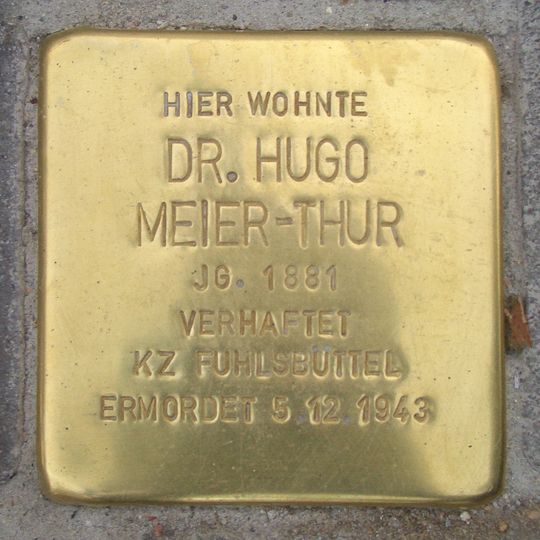 HIER WOHNTE
DR. HUGO
MEIER-THUR
JG. 1881
VERHAFTET
KZ FUHLSBÜTTEL
ERMORDET 5.12.1943